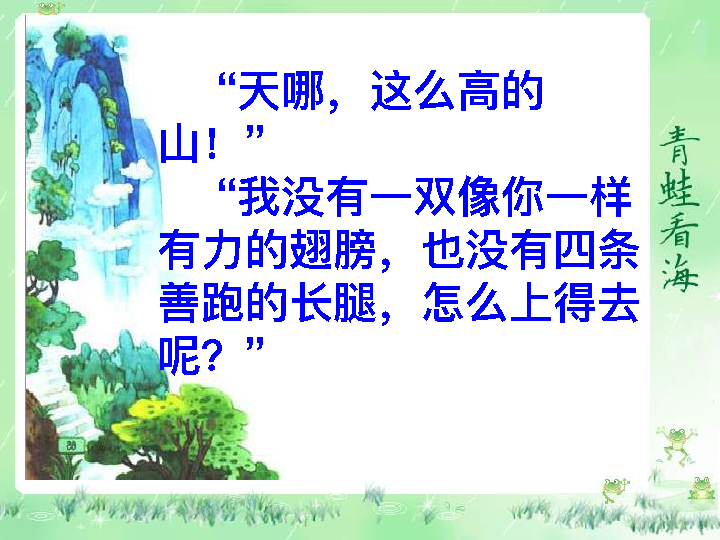 “天哪，这么高的
山！”
“我没有一双像你一样
有力的翅膀，也没有四条
善跑的长腿，怎么上得去
呢？”
青蛙看海